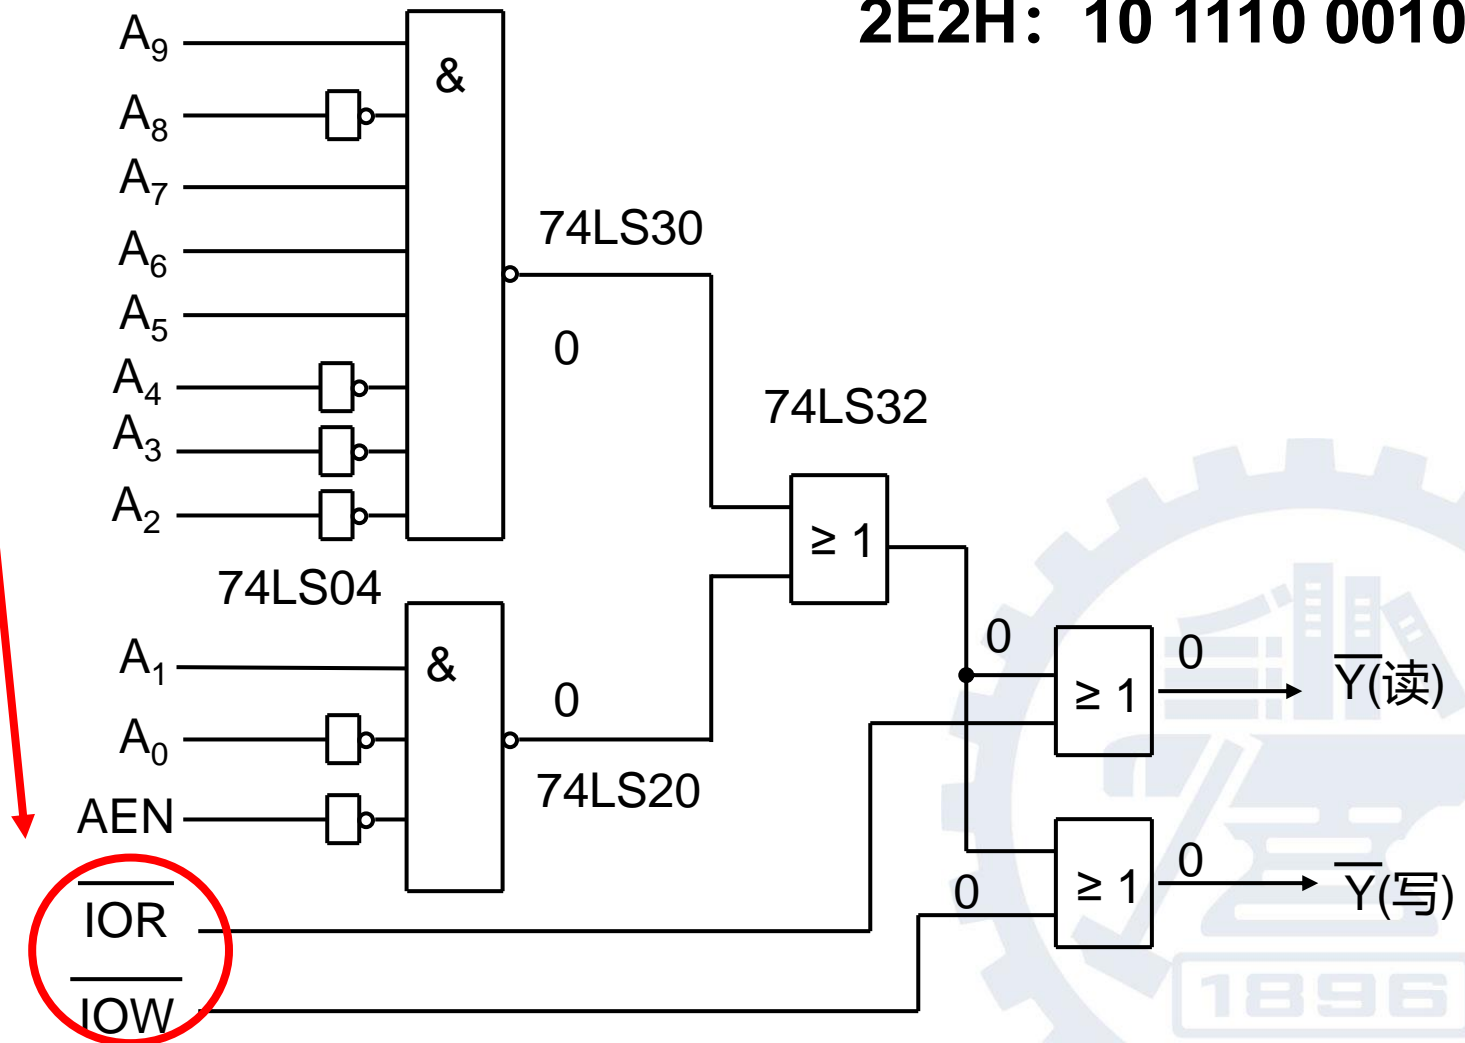 2E2H：10 1110 0010
A9
&
A8
A7
A6
74LS30
A5
0
A4
74LS32
A3
A2
≥ 1
74LS04
A1
&
0
0
≥ 1
0
Y(读)
A0
74LS20
AEN
≥ 1
0
0
Y(写)
IOR
IOW
1896